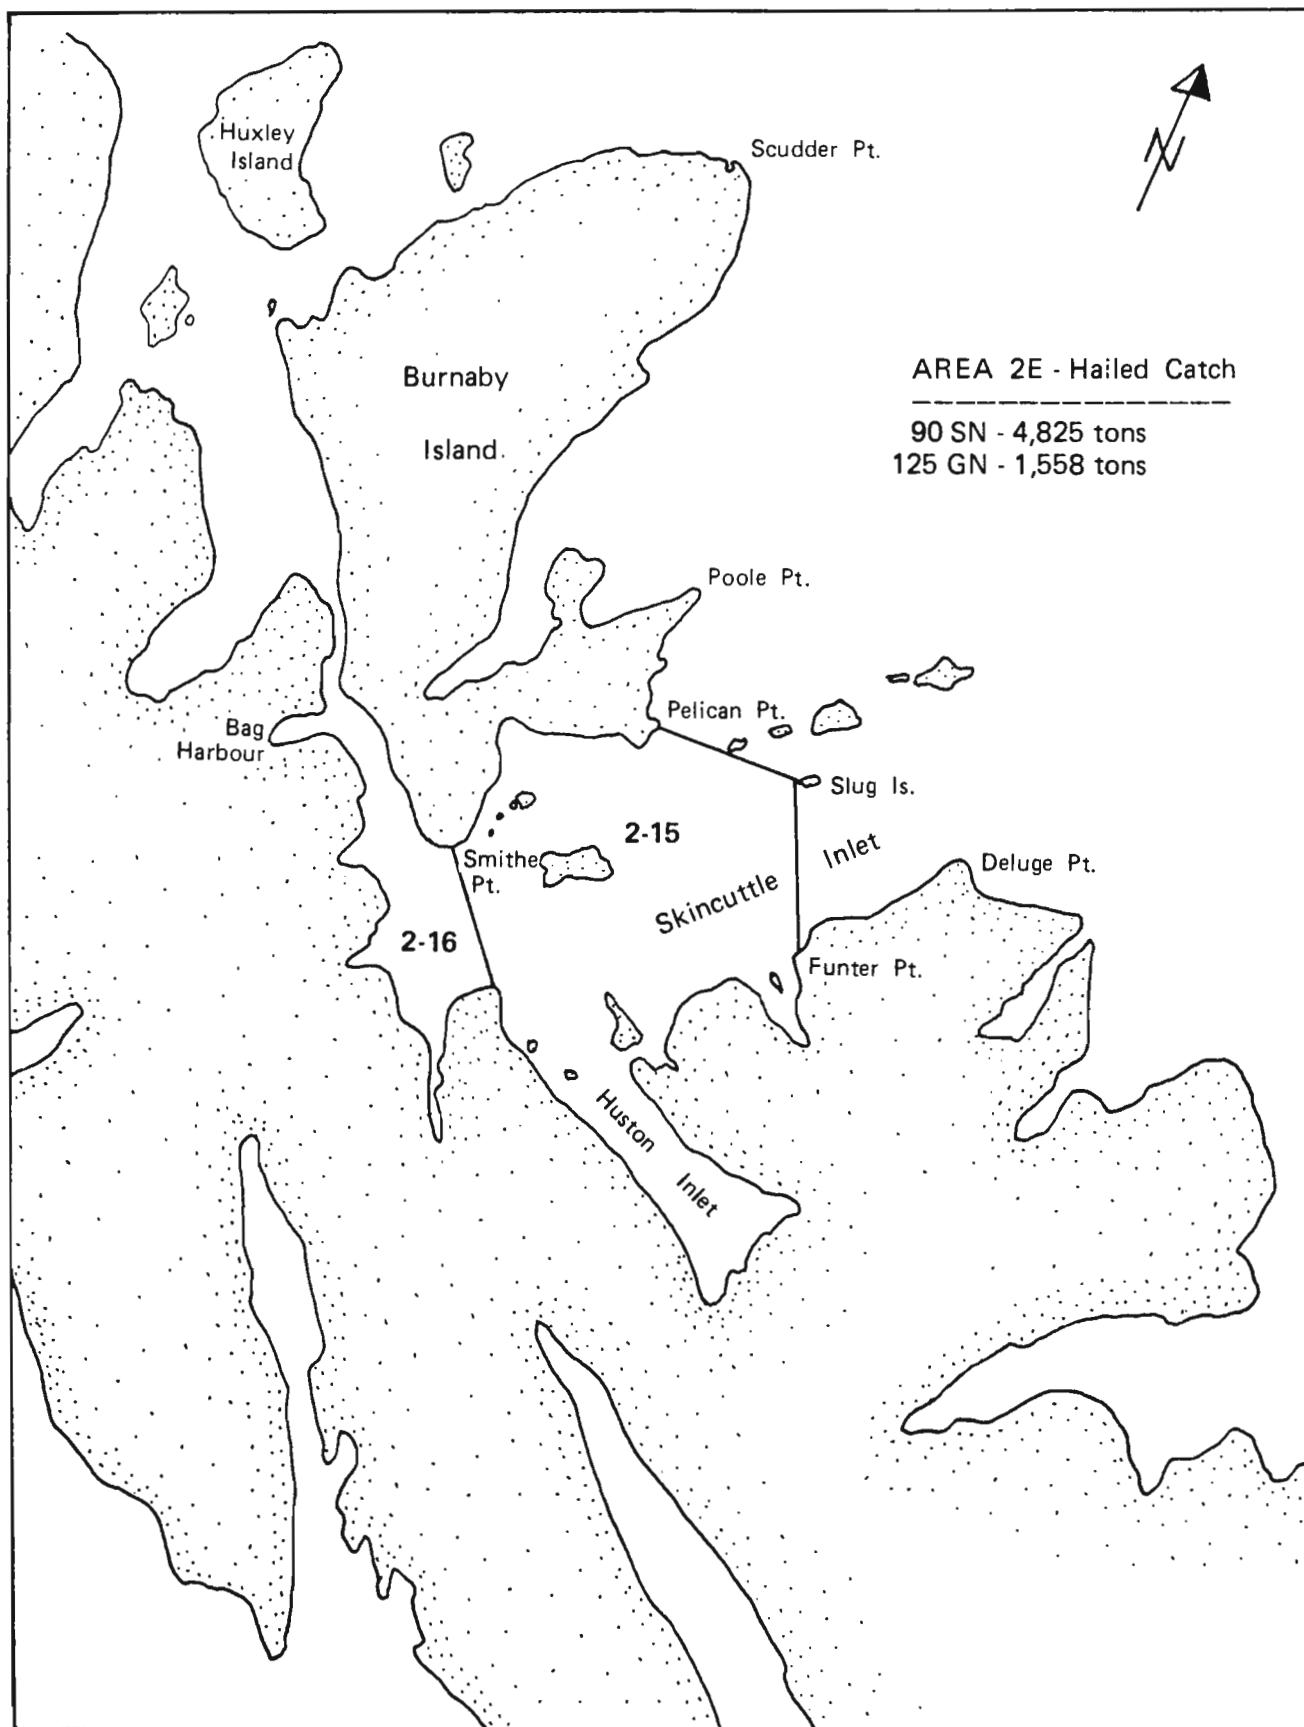 Huxley
Island
Scudder Pt.
N
AREA 2E - Hailed Catch
90 SN - 4,825 tons
125 GN - 1,558 tons
Burnaby
Island
Poole Pt.
Pelican Pt.
Bag
Harbour
Slug Is.
2-15
Inlet
Smithe
Pt.
Deluge Pt.
Skincuttle
2-16
Funter Pt.
Huston
Inlet